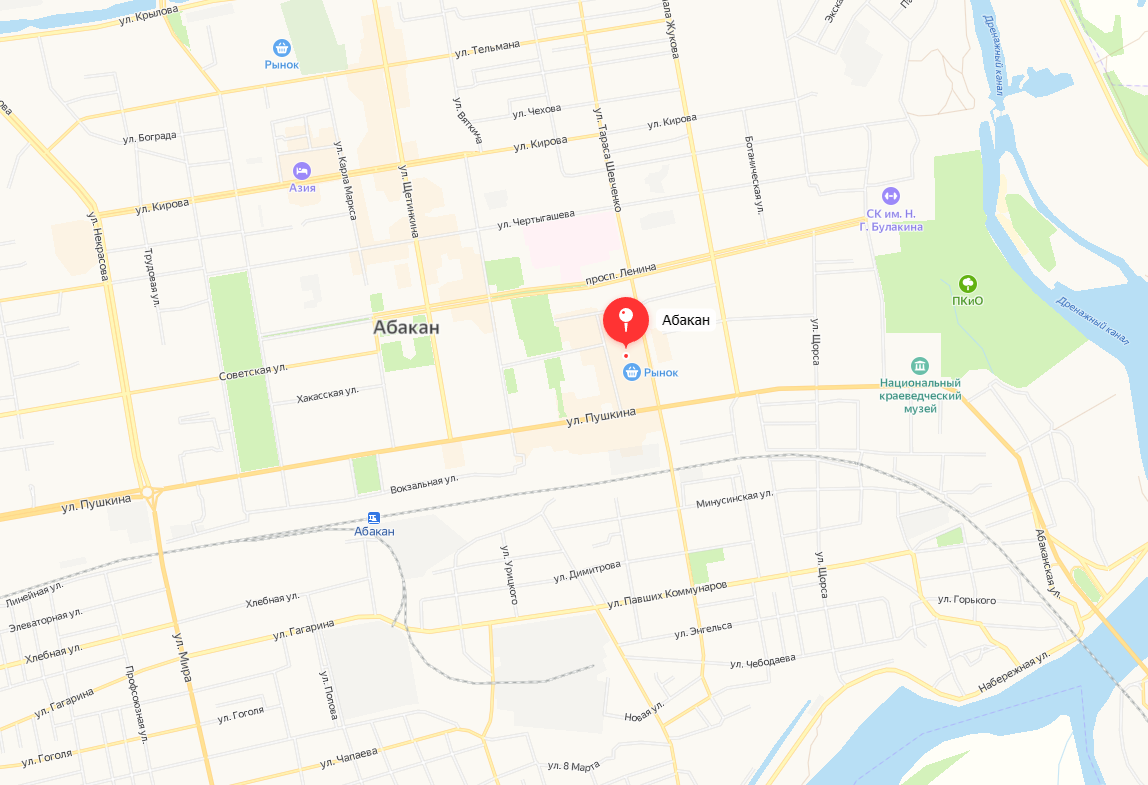 ул. Крылова
ул. Тельмана
Рынок
ул. Чехова
ул. Вяткина
ул. Бограда
ул. Кирова
ул. Кирова
ул. Тараса Шевченко
Ботаническая ул.
Дренажный канал
Азия
ул. Карла Маркса
ул. Щетинкина
ул. Кирова
СК им. Н.
Г. Булакина
ул. Чертыгашева
ул. Некрасова
Трудовая ул.
просп. Ленина
ПКиО
Дренажный канал
Абакан
Абакан
ул. Щорса
Советская ул.
Рынок
Национальный
краеведческий
музей
Хакасская ул.
ул. Пушкина
Вокзальная ул.
ул. Пушкина
Минусинская ул.
Абакан
ул. Урицкого
ул. Димитрова
ул. Щорса
Абаканская ул.
Линейная ул.
Хлебная ул.
ул. Павших Коммунаров
ул. Горького
Элеваторная ул.
ул. Гагарина
ул. Энгельса
Хлебная ул.
ул. Мира
ул. Чебодаева
Набережная ул.
Профсоюзная ул.
ул. Попова
ул. Гагарина
ул. Гоголя
Новая ул.
ул. Гоголя
ул. Чапаева
ул. 8 Марта